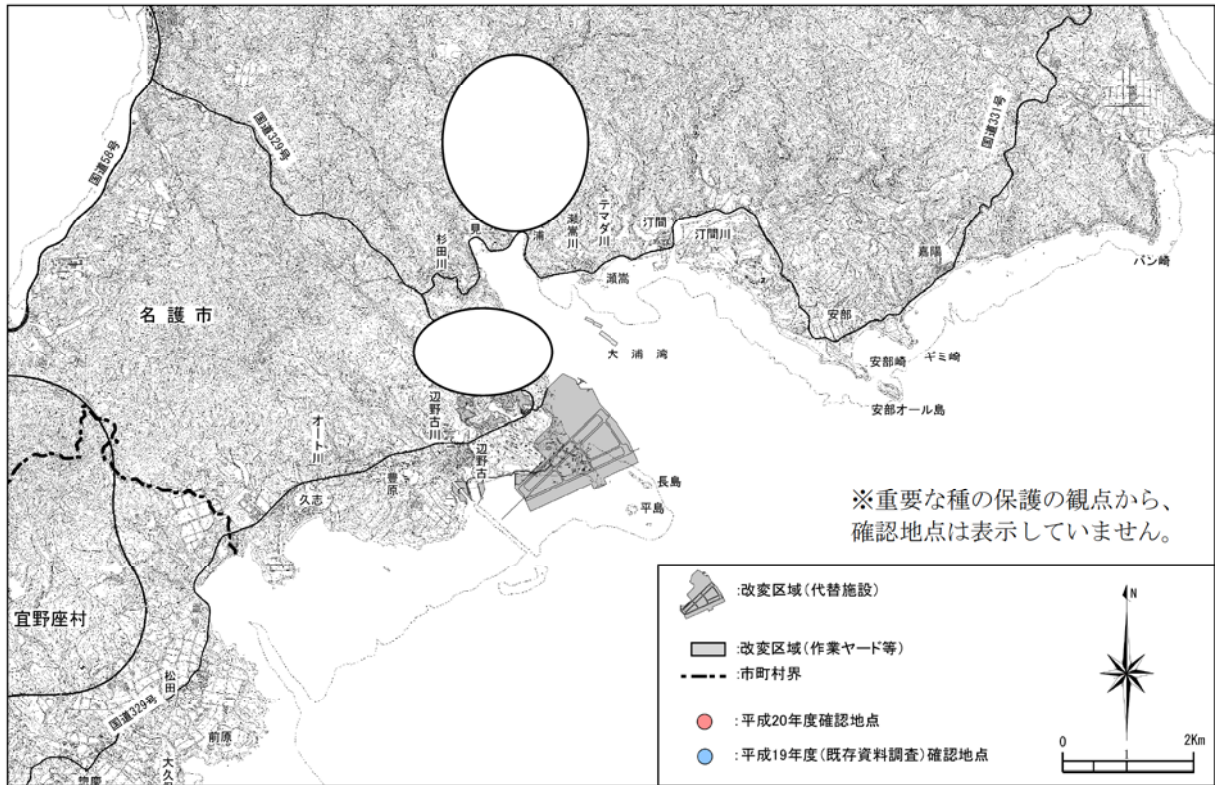 国道58号
国道329号
国道331号
杉田川
見
浦
瀬嵩川
テマダ川
汀間
汀間川
瀬嵩
嘉陽
バン崎
名護市
大浦湾
安部
安部崎
ギミ崎
安部オール島
辺野古川
辺野古
オート川
豊原
久志
長島
平島
※重要な種の保護の観点から、
確認地点は表示していません。
宜野座村
松田
国道329号
前原
惣慶
:改変区域(代替施設)
:改変区域(作業ヤード等)
:市町村界
:平成20年度確認地点
:平成19年度(既存資料調査)確認地点
N
0
1
2Km